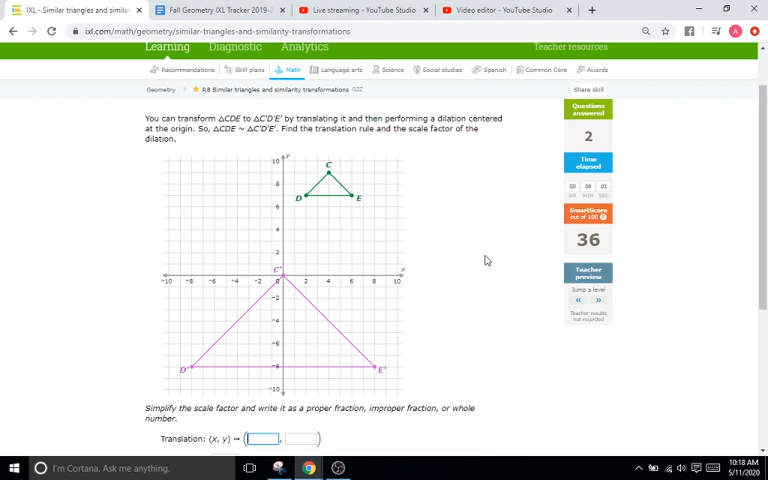 IXL - Similar triangles and simila
Fall Geometry IXL Tracker 2019-2
Live streaming - YouTube Studio
Video editor - YouTube Studio
ixl.com/math/geometry/similar-triangles-and-similarity-transformations
A
Learning Diagnostic Analytics Teacher resources
Recommendations Skill plans Math Language arts Science Social studies Spanish Common Core Awards
Geometry > R.8 Similar triangles and similarity transformations
Share skill
You can transform △CDE to △C'D'E' by translating it and then performing a dilation centered
at the origin. So, △CDE ~ △C'D'E'. Find the translation rule and the scale factor of the
dilation.
y
10
8
6
4
2
C
D E
x
-10 -8 -6 -4 -2 0 2 4 6 8 10
C'
-2
-4
-6
-8
-10
D' E'
Simplify the scale factor and write it as a proper fraction, improper fraction, or whole
number.
Translation: (x, y) ↦ ( , )
Questions
answered
2
Time
elapsed
00 08 03
HR MIN SEC
SmartScore
out of 100 ?
36
Teacher
preview
Jump a level
Teacher results
not recorded
I'm Cortana. Ask me anything.
10:18 AM
5/11/2020